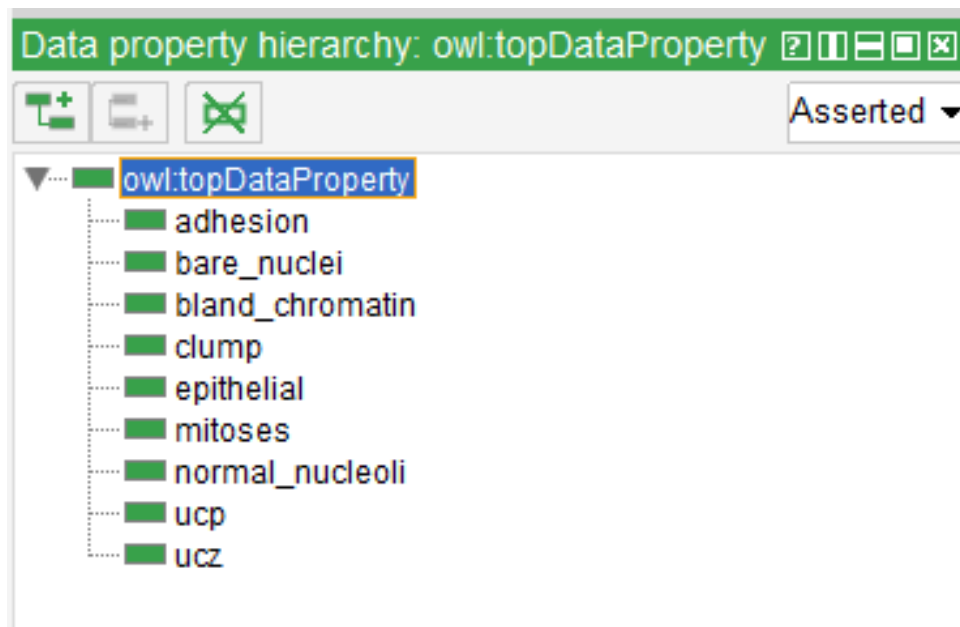 Data property hierarchy: owl:topDataProperty
Asserted
owl:topDataProperty
adhesion
bare_nuclei
bland_chromatin
clump
epithelial
mitoses
normal_nucleoli
ucp
ucz